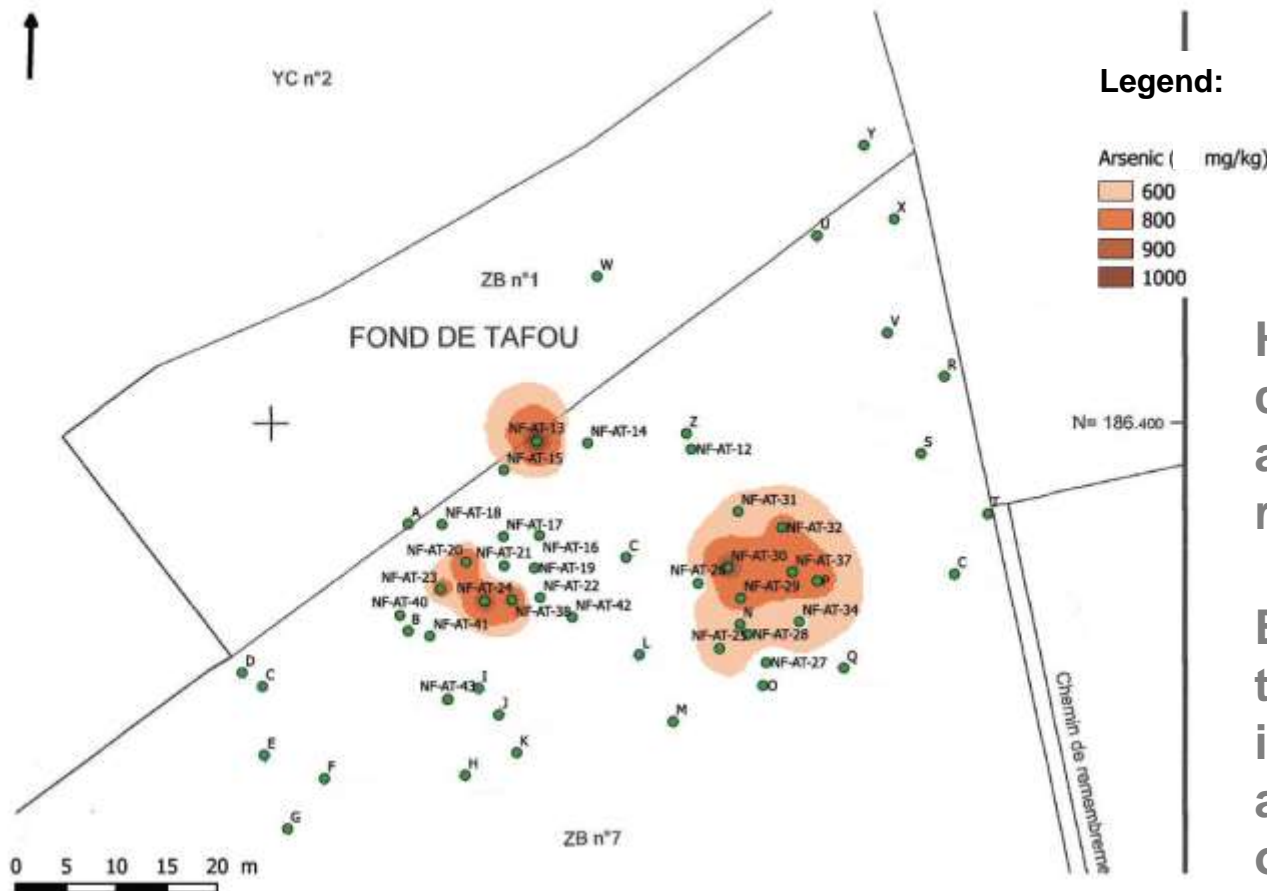 YC n°2
Legend:
Y
Arsenic ( mg/kg)
600
X
800
U
900
W
ZB n°1
1000
FOND DE TAFOU
V
R
N= 186.400
Z
NF-AT-13
NF-AT-14
NF-AT-12
S
NF-AT-15
NF-AT-31
T
A
NF-AT-18
NF-AT-17
NF-AT-32
NF-AT-20
NF-AT-21
NF-AT-16
C
NF-AT-30
NF-AT-37
C
NF-AT-19
P
NF-AT-23
NF-AT-24
NF-AT-22
NF-AT-29
NF-AT-40
NF-AT-38
NF-AT-42
N
NF-AT-34
B
NF-AT-41
NF-AT-25
NF-AT-28
L
D
C
NF-AT-27
Q
NF-AT-43
I
O
J
M
Chemin de remembreme
E
K
F
H
G
ZB n°7
0 5 10 15 20 m